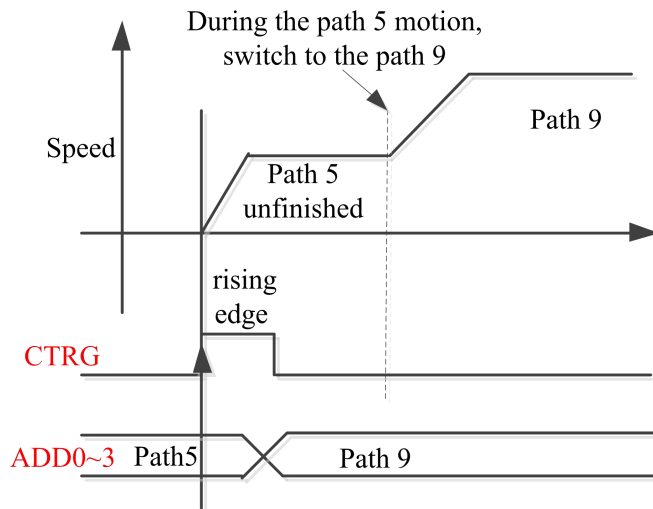 During the path 5 motion,
switch to the path 9
Path 9
Speed
Path 5
unfinished
rising
edge
CTRG
ADD0~3
Path5
Path 9